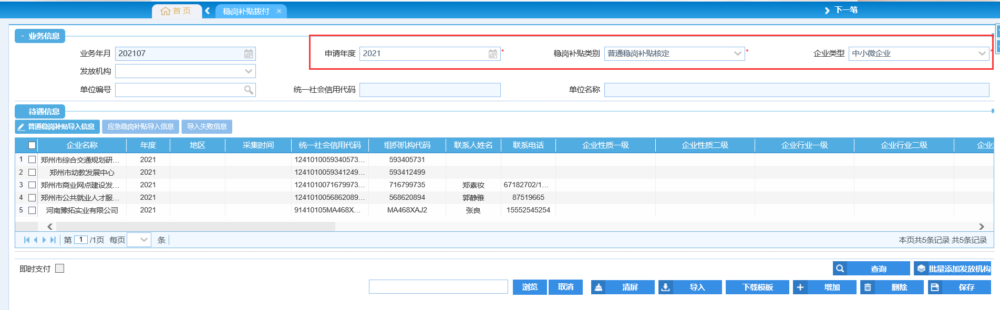 首页 稳岗补贴拨付 × 下一笔
- 业务信息
业务年月 202107 申请年度 2021 * 稳岗补贴类别 普通稳岗补贴核定 * 企业类型 中小微企业 *
发放机构
单位编号 统一社会信用代码 单位名称
待遇信息
普通稳岗补贴导入信息 应急稳岗补贴导入信息 导入失败信息
企业名称 年度 地区 采集时间 统一社会信用代码 组织机构代码 联系人姓名 联系电话 企业性质一级 企业性质二级 企业行业一级 企业行业二级 企业
1 郑州市综合交通规划研... 2021 1241010059340573... 593405731
2 郑州市幼教发展中心 2021 1241010059341249... 593412499
3 郑州市商业网点建设发... 2021 1241010071679973... 716799735 郑素妆 67182702/1...
4 郑州市公共就业人才服... 2021 1241010056862089... 568620894 郭静雅 87519665
5 河南豫拓实业有限公司 2021 91410105MA468X... MA468XAJ2 张良 15552545254
第 1 /1页 每页 条 本页共5条记录 共5条记录
即时支付 查询 批量添加发放机构
浏览 取消 清屏 导入 下载模板 增加 删除 保存